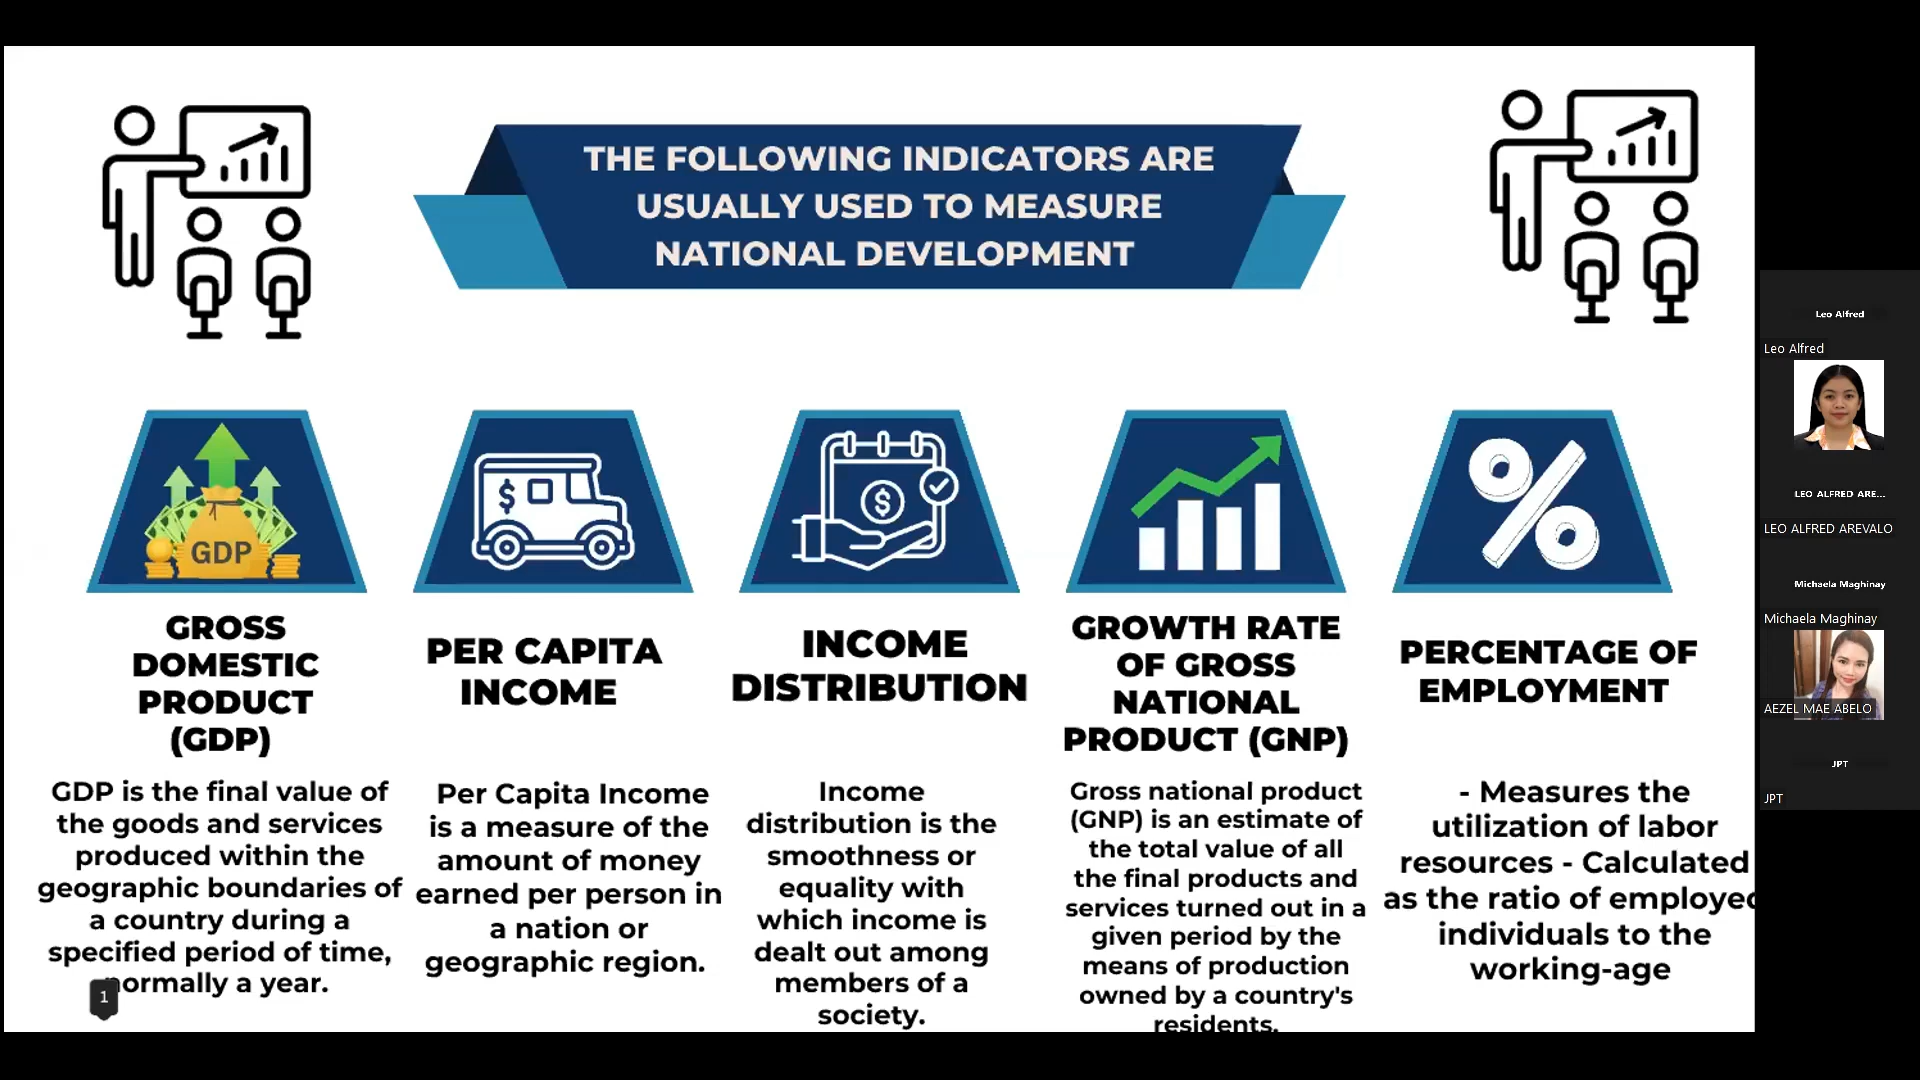 THE FOLLOWING INDICATORS ARE
USUALLY USED TO MEASURE
NATIONAL DEVELOPMENT
GDP
GROSS
DOMESTIC
PRODUCT
(GDP)
GDP is the final value of
the goods and services
produced within the
geographic boundaries of
a country during a
specified period of time,
normally a year.
1
$
PER CAPITA
INCOME
Per Capita Income
is a measure of the
amount of money
earned per person in
a nation or
geographic region.
$
INCOME
DISTRIBUTION
Income
distribution is the
smoothness or
equality with
which income is
dealt out among
members of a
society.
GROWTH RATE
OF GROSS
NATIONAL
PRODUCT (GNP)
Gross national product
(GNP) is an estimate of
the total value of all
the final products and
services turned out in a
given period by the
means of production
owned by a country's
residents.
%
PERCENTAGE OF
EMPLOYMENT
- Measures the
utilization of labor
resources - Calculated
as the ratio of employed
individuals to the
working-age
Leo Alfred
Leo Alfred
LEO ALFRED ARE...
LEO ALFRED AREVALO
Michaela Maghinay
Michaela Maghinay
AEZEL MAE ABELO
JPT
JPT